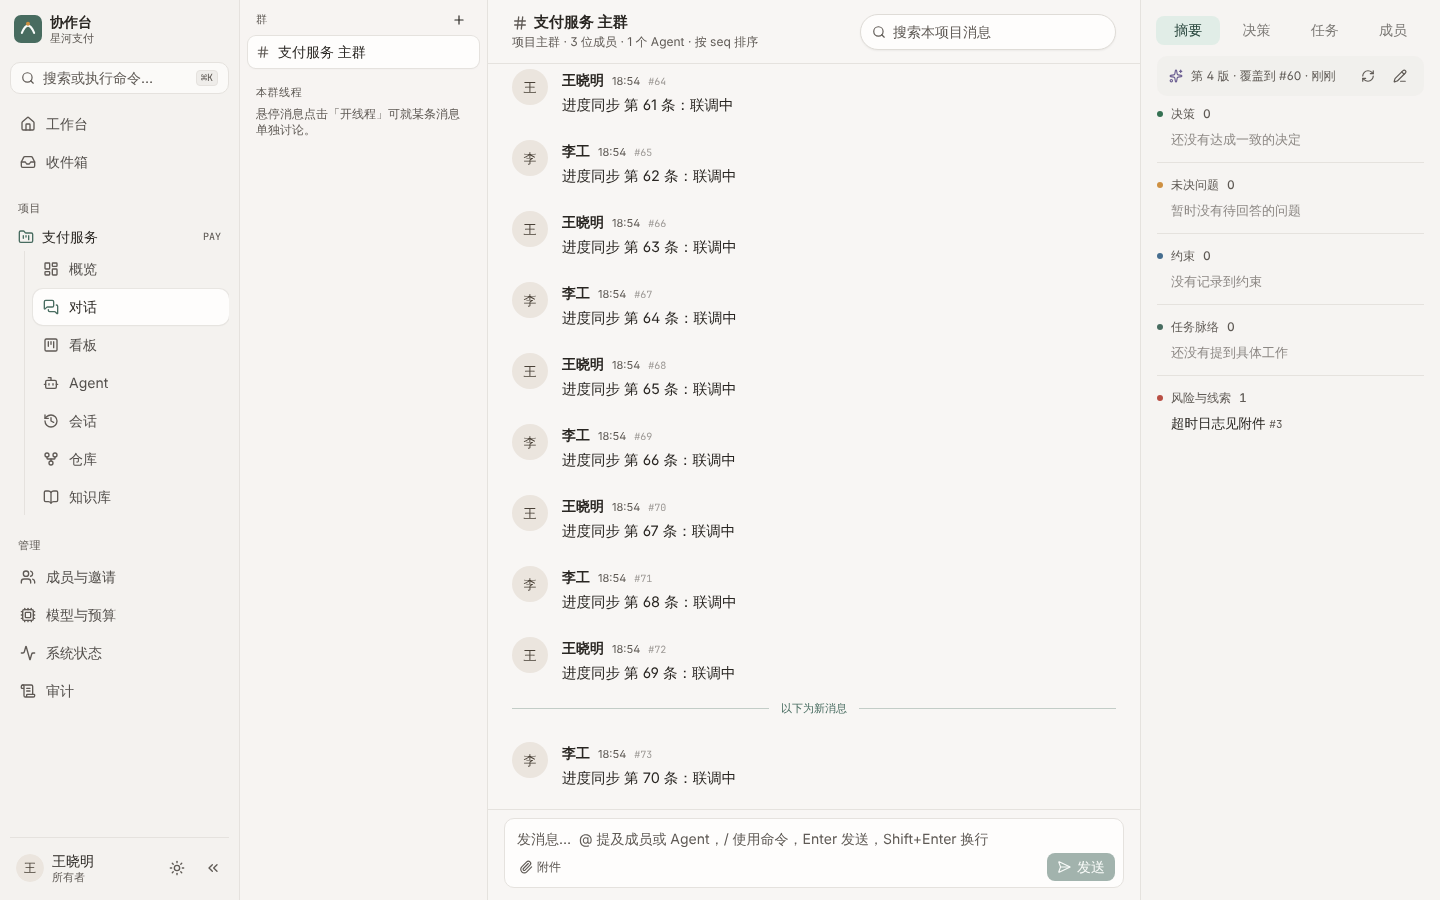 协作台
星河支付
搜索或执行命令... ⌘K
工作台
收件箱
项目
支付服务 PAY
概览
对话
看板
Agent
会话
仓库
知识库
管理
成员与邀请
模型与预算
系统状态
审计
王 王晓明
所有者
群
支付服务 主群
本群线程
悬停消息点击「开线程」可就某条消息
单独讨论。
支付服务 主群
项目主群 · 3 位成员 · 1 个 Agent · 按 seq 排序
搜索本项目消息
王 王晓明 18:54 #64
进度同步 第 61 条：联调中
李 李工 18:54 #65
进度同步 第 62 条：联调中
王 王晓明 18:54 #66
进度同步 第 63 条：联调中
李 李工 18:54 #67
进度同步 第 64 条：联调中
王 王晓明 18:54 #68
进度同步 第 65 条：联调中
李 李工 18:54 #69
进度同步 第 66 条：联调中
王 王晓明 18:54 #70
进度同步 第 67 条：联调中
李 李工 18:54 #71
进度同步 第 68 条：联调中
王 王晓明 18:54 #72
进度同步 第 69 条：联调中
以下为新消息
李 李工 18:54 #73
进度同步 第 70 条：联调中
发消息... @ 提及成员或 Agent，/ 使用命令，Enter 发送，Shift+Enter 换行
附件
发送
摘要 决策 任务 成员
第 4 版 · 覆盖到 #60 · 刚刚
决策 0
还没有达成一致的决定
未决问题 0
暂时没有待回答的问题
约束 0
没有记录到约束
任务脉络 0
还没有提到具体工作
风险与线索 1
超时日志见附件 #3